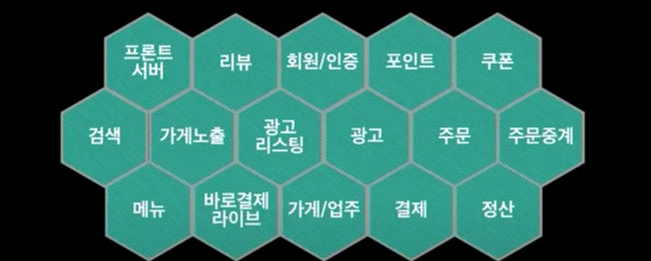 프론트
서버
리뷰
회원/인증
포인트
쿠폰
검색
가게노출
광고
리스팅
광고
주문
주문중계
메뉴
바로결제
라이브
가게/업주
결제
정산